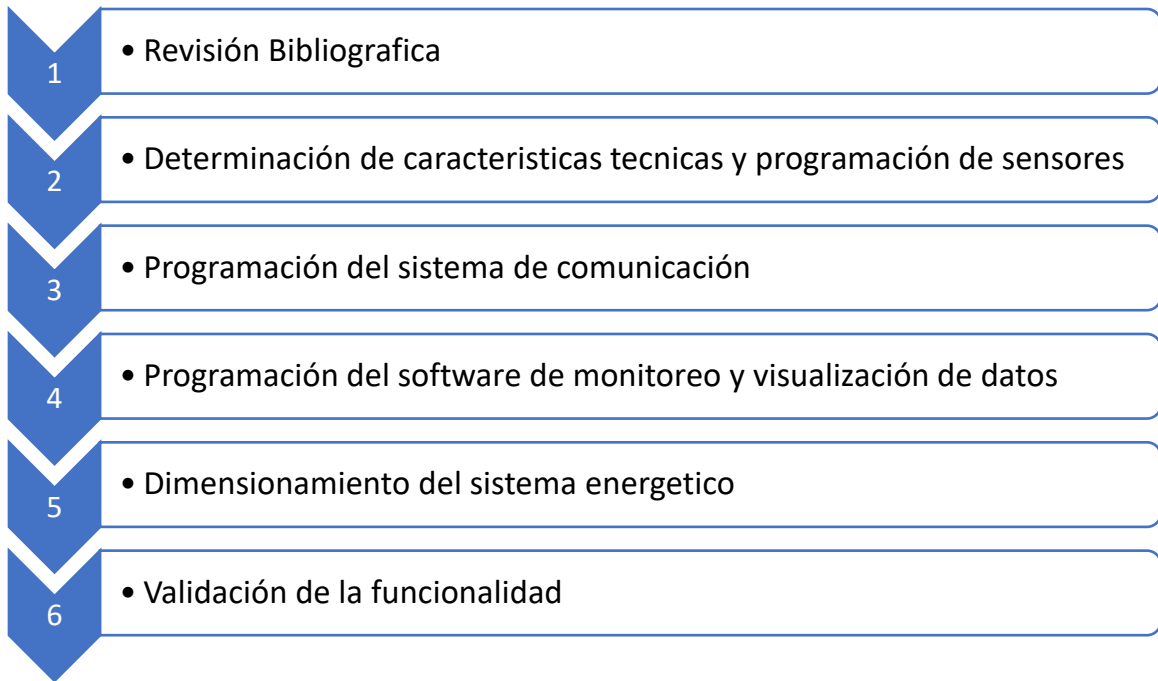 1
• Revisión Bibliografica
2
• Determinación de caracteristicas tecnicas y programación de sensores
3
• Programación del sistema de comunicación
4
• Programación del software de monitoreo y visualización de datos
5
• Dimensionamiento del sistema energetico
6
• Validación de la funcionalidad